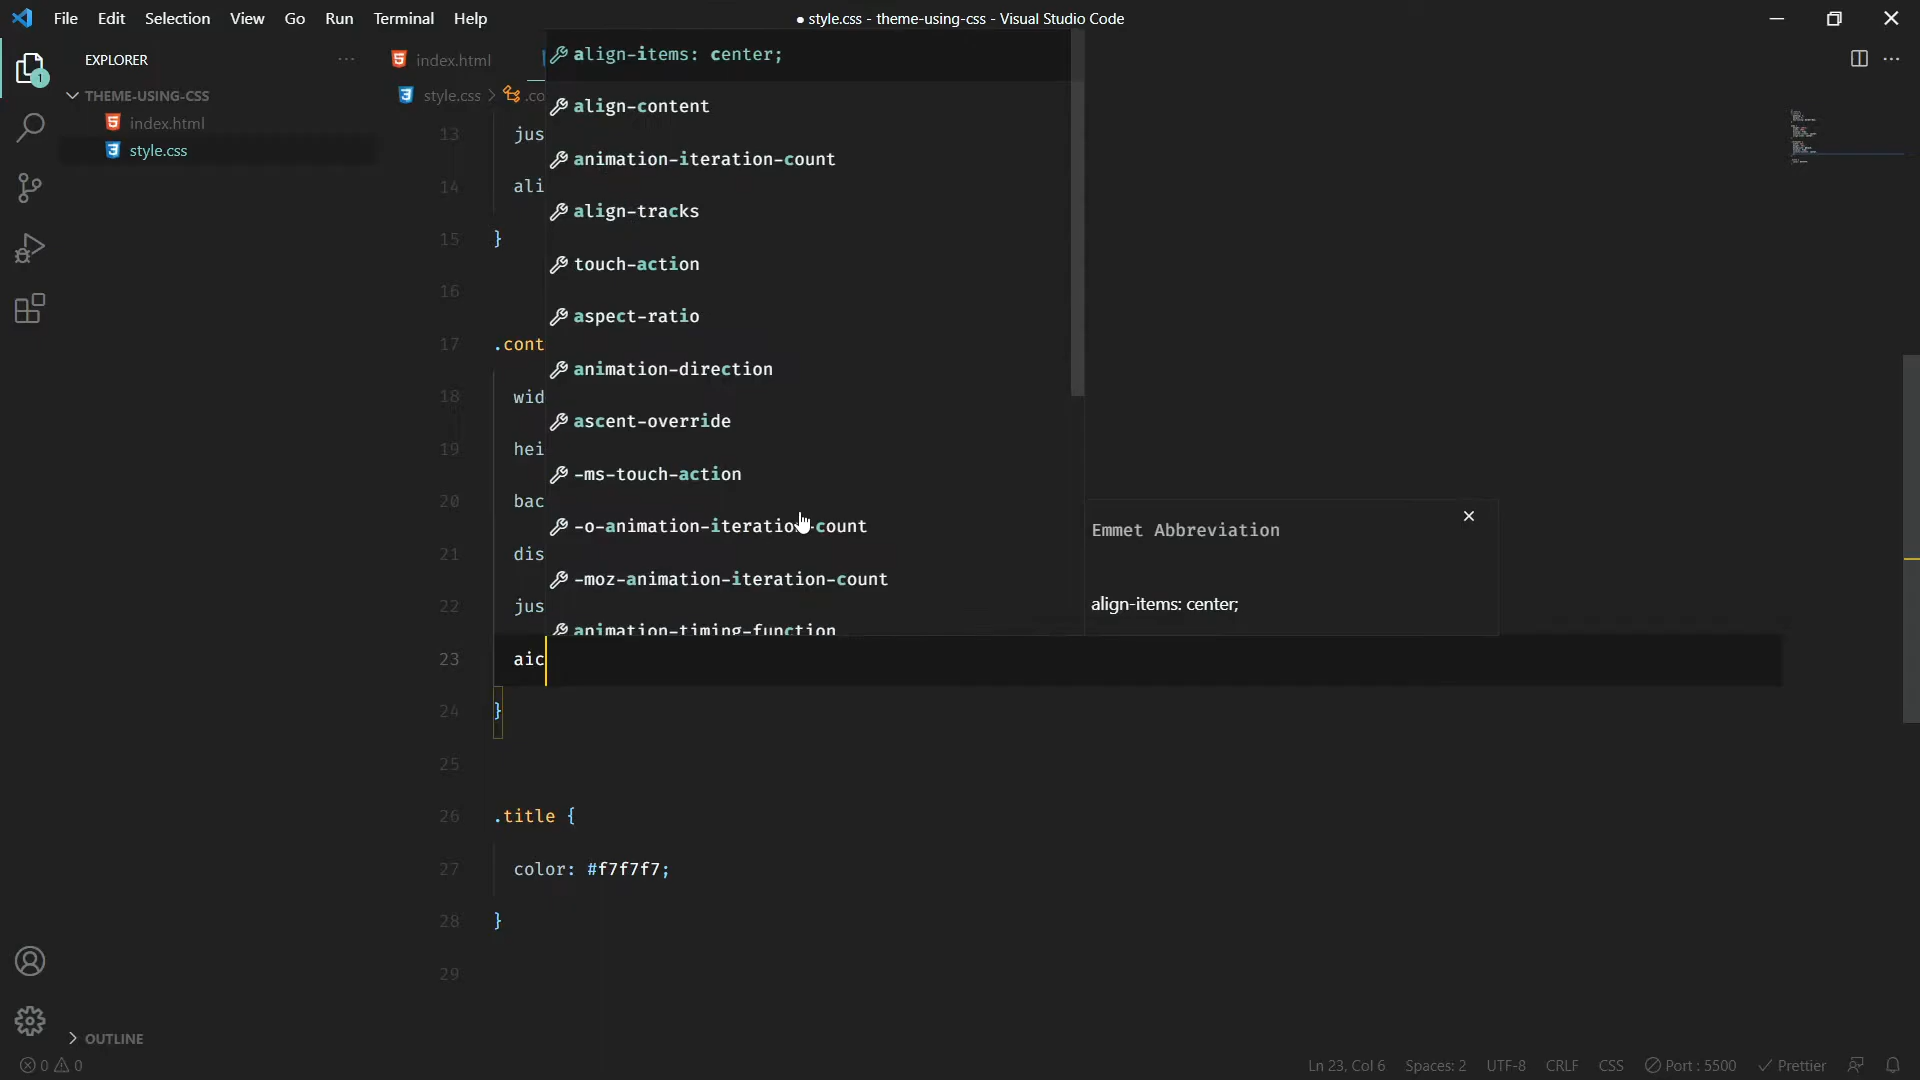 File Edit Selection View Go Run Terminal Help
● style.css - theme-using-css - Visual Studio Code
EXPLORER
THEME-USING-CSS
index.html
style.css
OUTLINE
1
index.html
style.css > .co
13 jus
14 ali
15 }
16
17 .cont
18 wid
19 hei
20 bac
21 dis
22 jus
23 aic
24 }
25
26 .title {
27 color: #f7f7f7;
28 }
29
align-items: center;
align-content
animation-iteration-count
align-tracks
touch-action
aspect-ratio
animation-direction
ascent-override
-ms-touch-action
-o-animation-iteration-count
-moz-animation-iteration-count
animation-timing-function
Emmet Abbreviation
align-items: center;
0 0
Ln 23, Col 6 Spaces: 2 UTF-8 CRLF CSS Port : 5500 Prettier